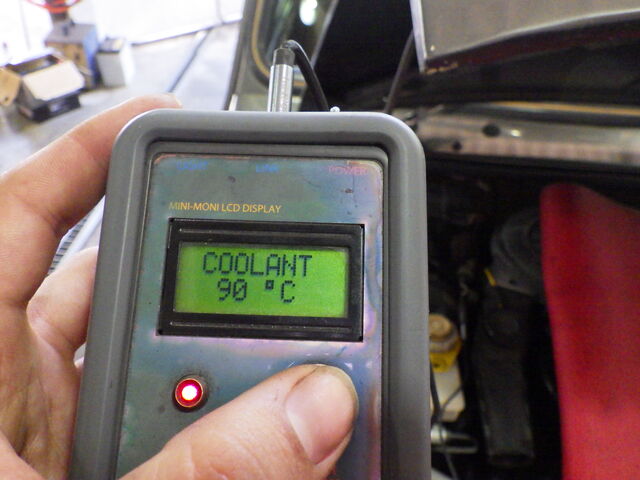 POWER
MINI-MONI LCD DISPLAY
COOLANT
90 °C